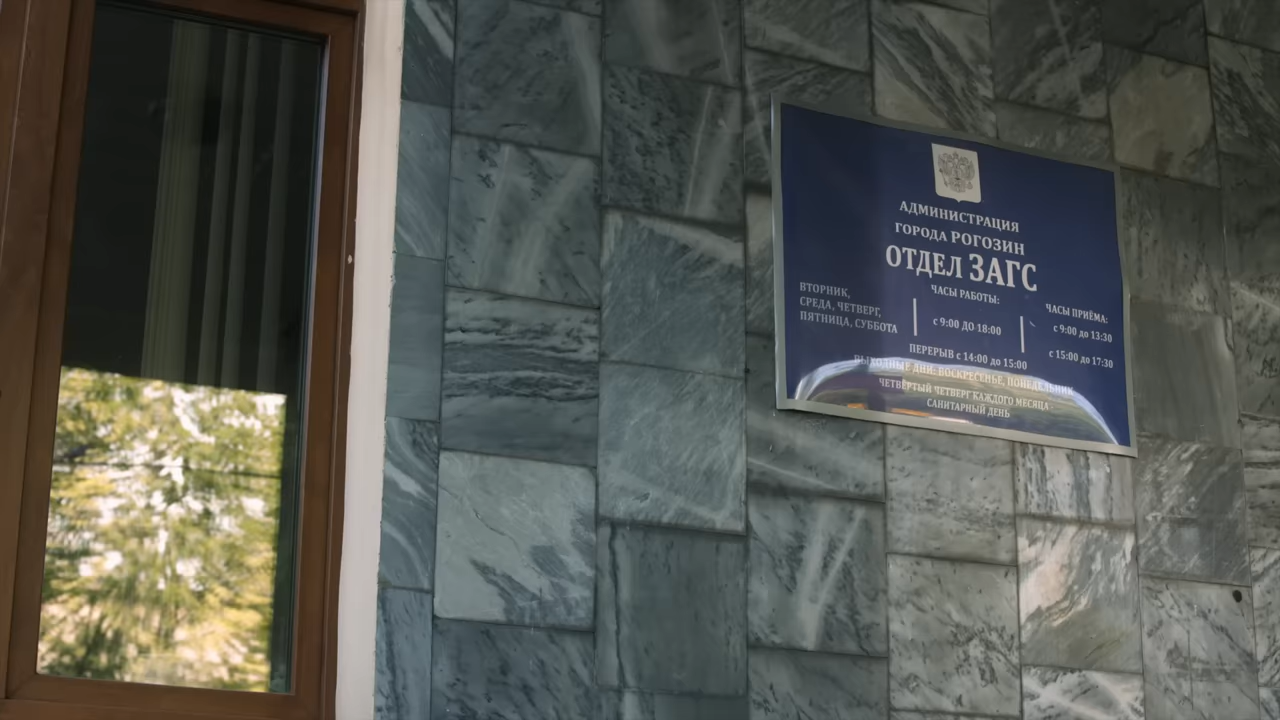 АДМИНИСТРАЦИЯ
ГОРОДА РОГОЗИН
ОТДЕЛ ЗАГС
ВТОРНИК,
СРЕДА, ЧЕТВЕРГ,
ПЯТНИЦА, СУББОТА
ЧАСЫ РАБОТЫ:
с 9:00 ДО 18:00
ЧАСЫ ПРИЁМА:
с 9:00 до 13:30
с 15:00 до 17:30
ПЕРЕРЫВ с 14:00 до 15:00
ВЫХОДНЫЕ ДНИ: ВОСКРЕСЕНЬЕ, ПОНЕДЕЛЬНИК
ЧЕТВЁРТЫЙ ЧЕТВЕРГ КАЖДОГО МЕСЯЦА -
САНИТАРНЫЙ ДЕНЬ